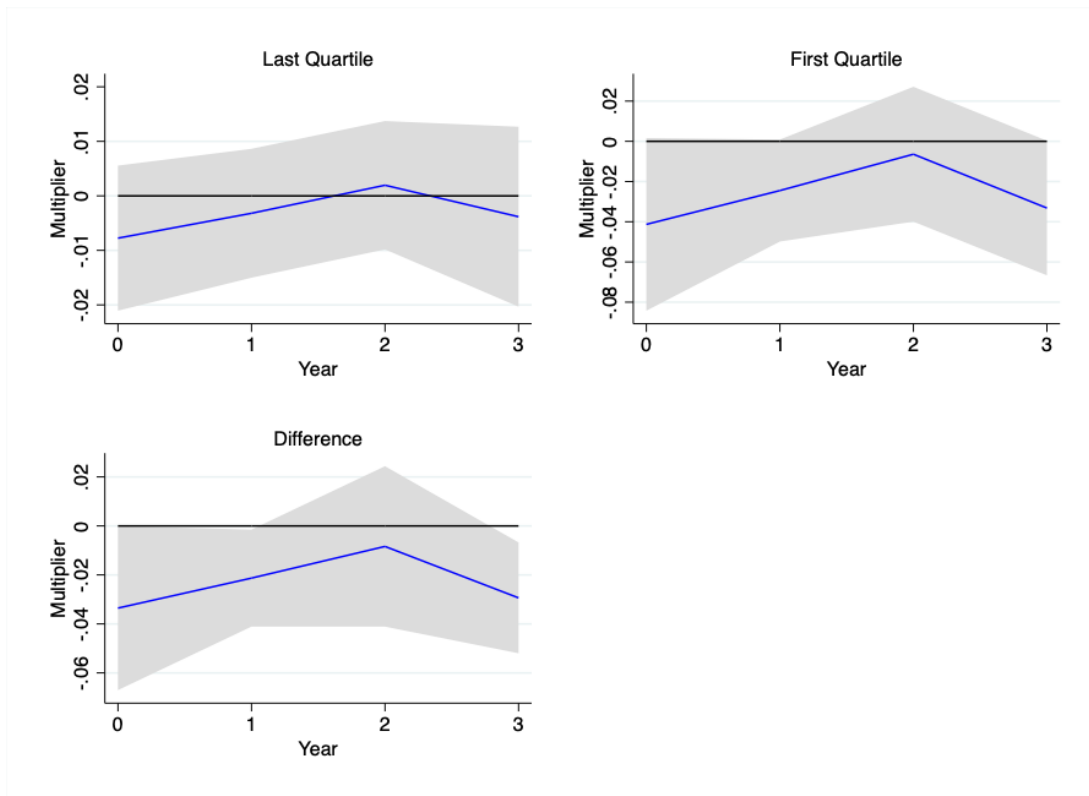 Last Quartile
Multiplier
.02
.01
0
-.01
-.02
0 1 2 3
Year
First Quartile
Multiplier
.02
0
-.02
-.04
-.06
-.08
0 1 2 3
Year
Difference
Multiplier
.02
0
-.02
-.04
-.06
0 1 2 3
Year